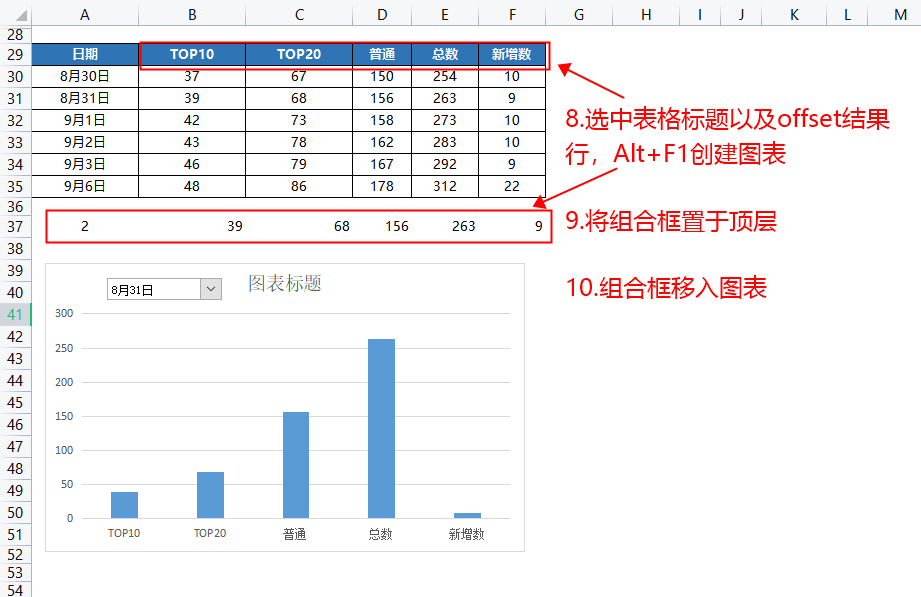 A B C D E F G H I J K L M
28
29 日期 TOP10 TOP20 普通 总数 新增数
30 8月30日 37 67 150 254 10
31 8月31日 39 68 156 263 9
32 9月1日 42 73 158 273 10
33 9月2日 43 78 162 283 10
34 9月3日 46 79 167 292 9
35 9月6日 48 86 178 312 22
8.选中表格标题以及offset结果
行，Alt+F1创建图表
36
37 2 39 68 156 263 9
9.将组合框置于顶层
38
39
40
10.组合框移入图表
8月31日 图表标题
41
42
43
44
45
46
47
48
49
50
51
52
53
54
300
250
200
150
100
50
0
TOP10 TOP20 普通 总数 新增数